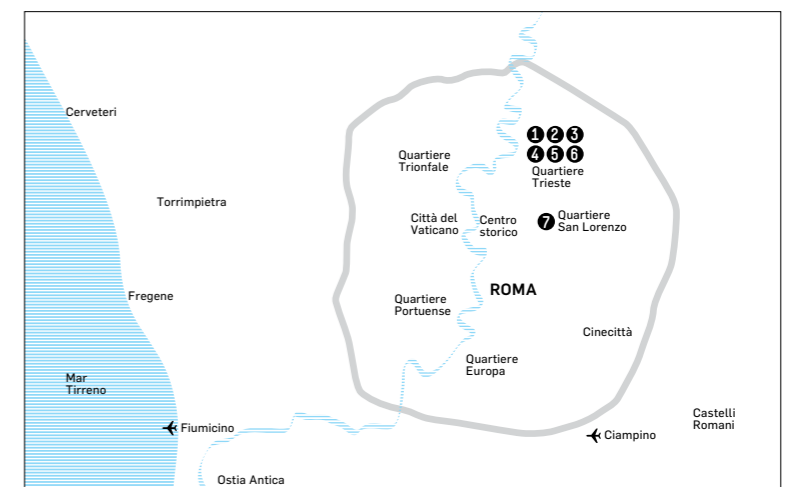 Cerveteri
1 2 3
4 5 6
Quartiere
Trieste
Quartiere
Trionfale
Torrimpietra
Città del
Vaticano
Centro
storico
7 Quartiere
San Lorenzo
Fregene
ROMA
Quartiere
Portuense
Cinecittà
Quartiere
Europa
Mar
Tirreno
Castelli
Romani
Fiumicino
Ciampino
Ostia Antica